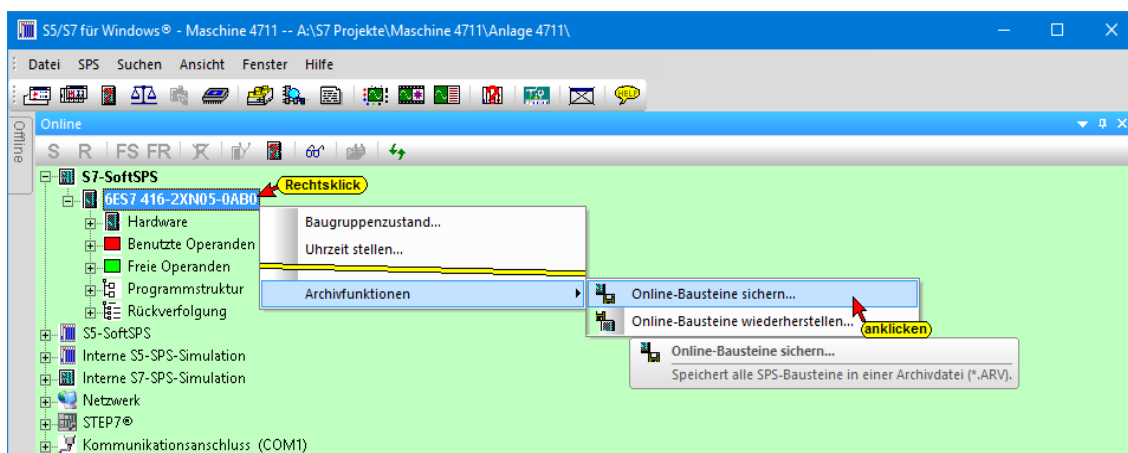 S5/S7 für Windows® - Maschine 4711 -- A:\S7 Projekte\Maschine 4711\Anlage 4711\
Datei SPS Suchen Ansicht Fenster Hilfe
HELP
Offline
Online
S R FS FR
S7-SoftSPS
6ES7 416-2XN05-0AB0
Rechtsklick
Hardware
Baugruppenzustand...
Benutzte Operanden
Uhrzeit stellen...
Freie Operanden
Programmstruktur
Archivfunktionen
Online-Bausteine sichern...
Rückverfolgung
Online-Bausteine wiederherstellen...
anklicken
S5-SoftSPS
Interne S5-SPS-Simulation
Online-Bausteine sichern...
Interne S7-SPS-Simulation
Speichert alle SPS-Bausteine in einer Archivdatei (*.ARV).
Netzwerk
STEP7®
Kommunikationsanschluss (COM1)